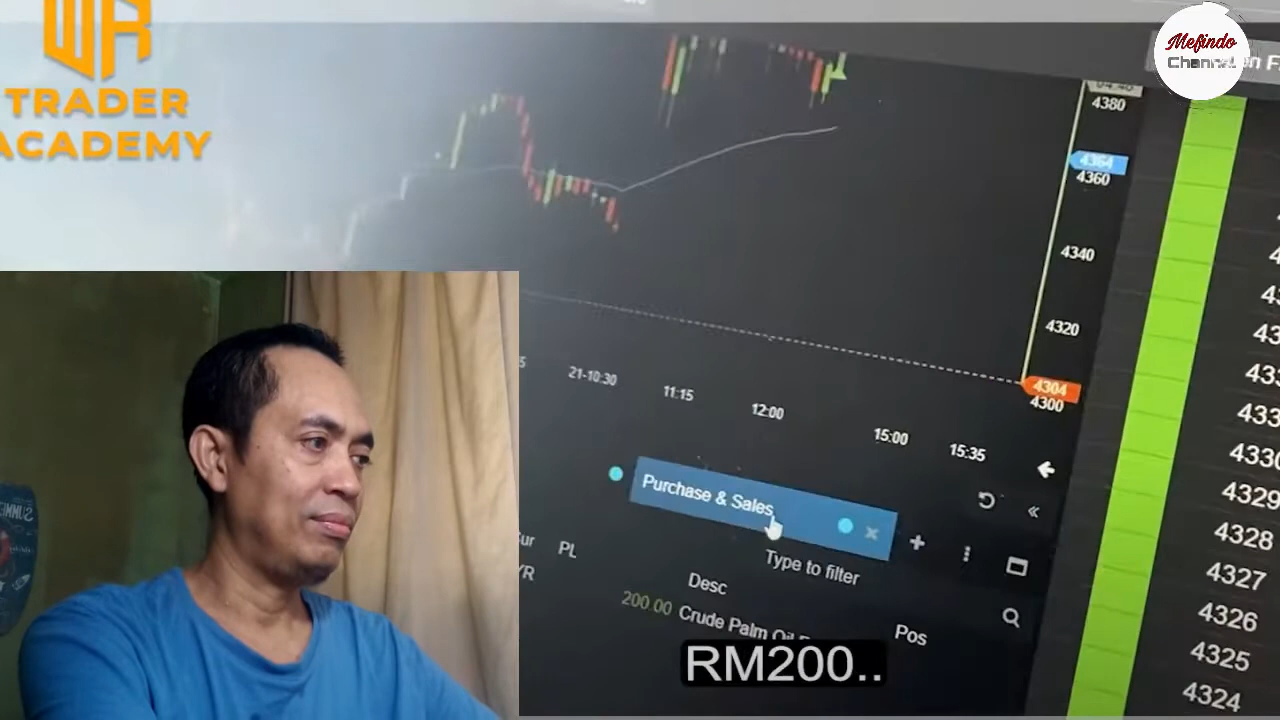 WR
TRADER
ACADEMY
Mefindo
Channel
4380
4364
4360
4340
4320
4304
4300
21-10:30
11:15
12:00
15:00
15:35
Purchase & Sales
Type to filter
PL
Desc
Pos
200.00 Crude Palm Oil
RM200..
4330
4329
4328
4327
4326
4325
4324